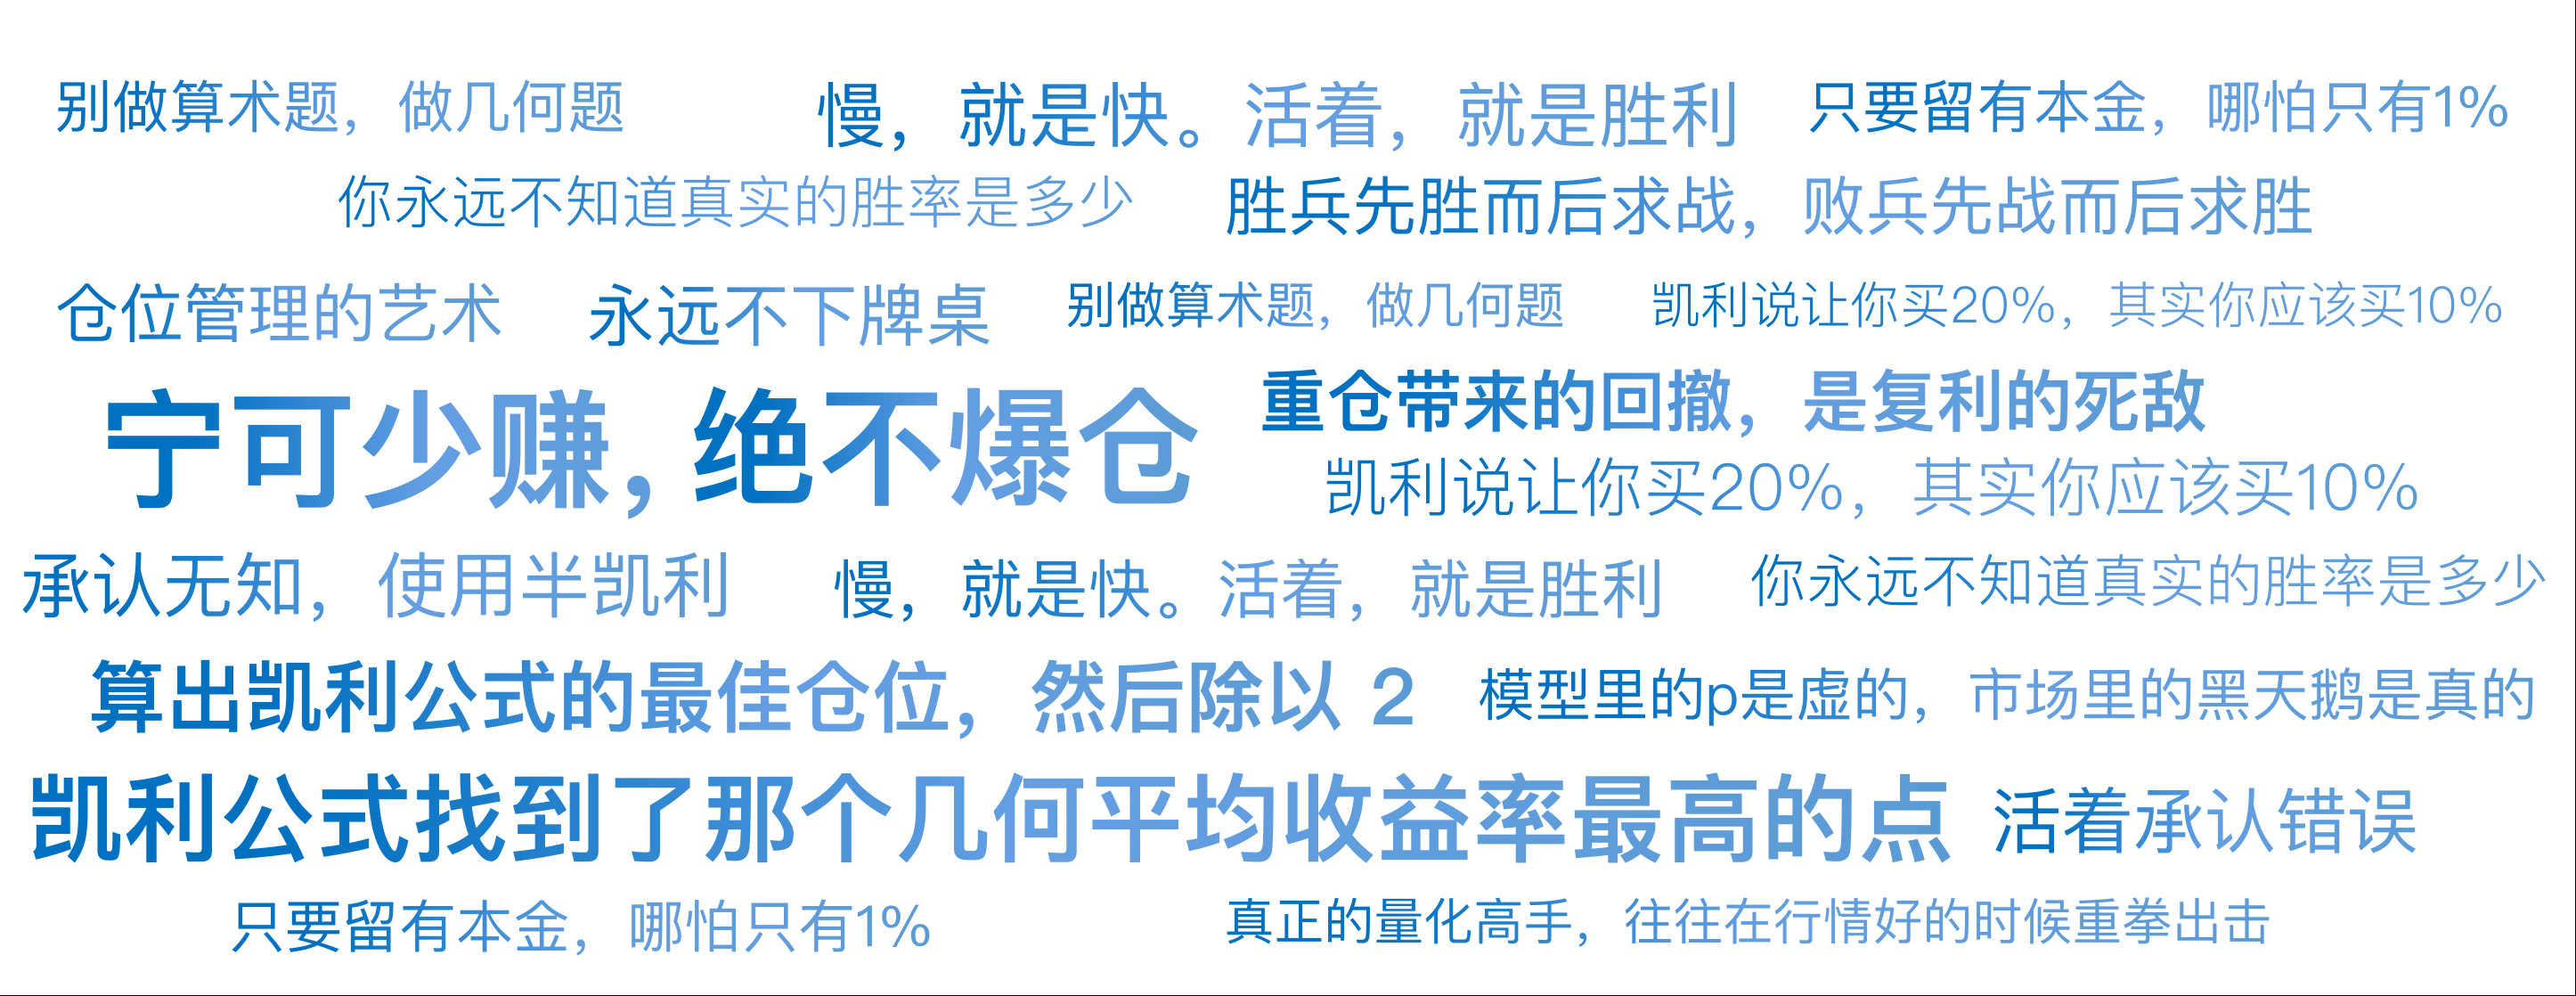 别做算术题，做几何题
慢，就是快。活着，就是胜利
只要留有本金，哪怕只有1%
你永远不知道真实的胜率是多少
胜兵先胜而后求战，败兵先战而后求胜
仓位管理的艺术
永远不下牌桌
别做算术题，做几何题
凯利说让你买20%，其实你应该买10%
宁可少赚，绝不爆仓
重仓带来的回撤，是复利的死敌
凯利说让你买20%，其实你应该买10%
承认无知，使用半凯利
慢，就是快。活着，就是胜利
你永远不知道真实的胜率是多少
算出凯利公式的最佳仓位，然后除以 2
模型里的p是虚的，市场里的黑天鹅是真的
凯利公式找到了那个几何平均收益率最高的点
活着承认错误
只要留有本金，哪怕只有1%
真正的量化高手，往往在行情好的时候重拳出击